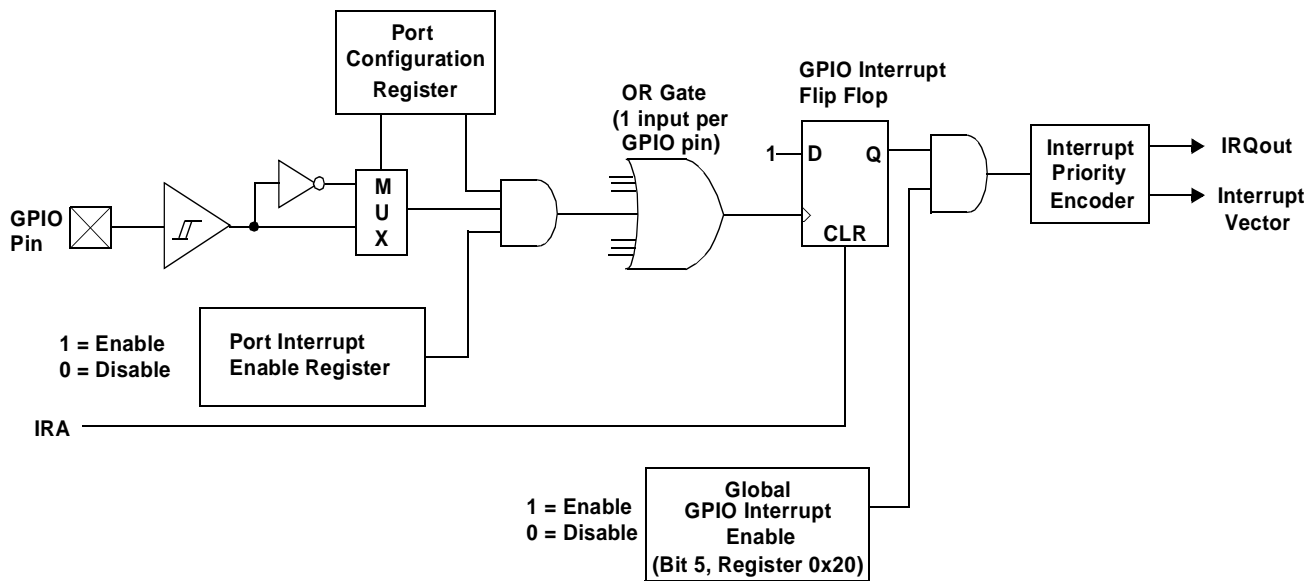 Port
Configuration
Register
GPIO Interrupt
Flip Flop
OR Gate
(1 input per
GPIO pin)
M
U
X
GPIO
Pin
1
D
Q
CLR
Interrupt
Priority
Encoder
IRQout
Interrupt
Vector
1 = Enable
0 = Disable
Port Interrupt
Enable Register
IRA
1 = Enable
0 = Disable
Global
GPIO Interrupt
Enable
(Bit 5, Register 0x20)